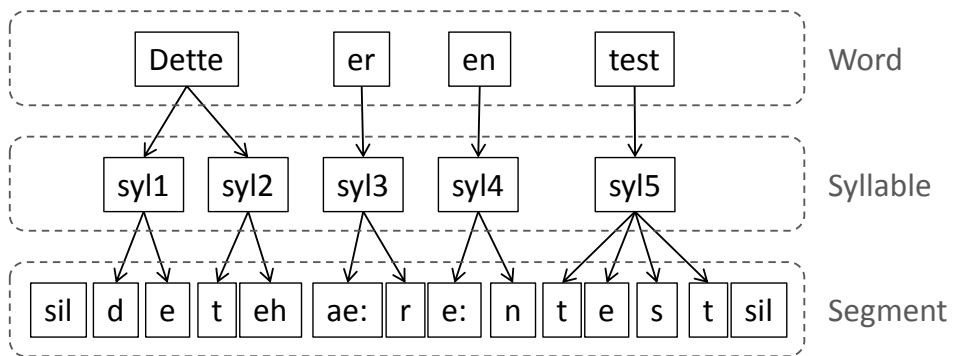 Dette er en test Word
syl1 syl2 syl3 syl4 syl5 Syllable
sil d e t eh ae: r e: n t e s t sil Segment